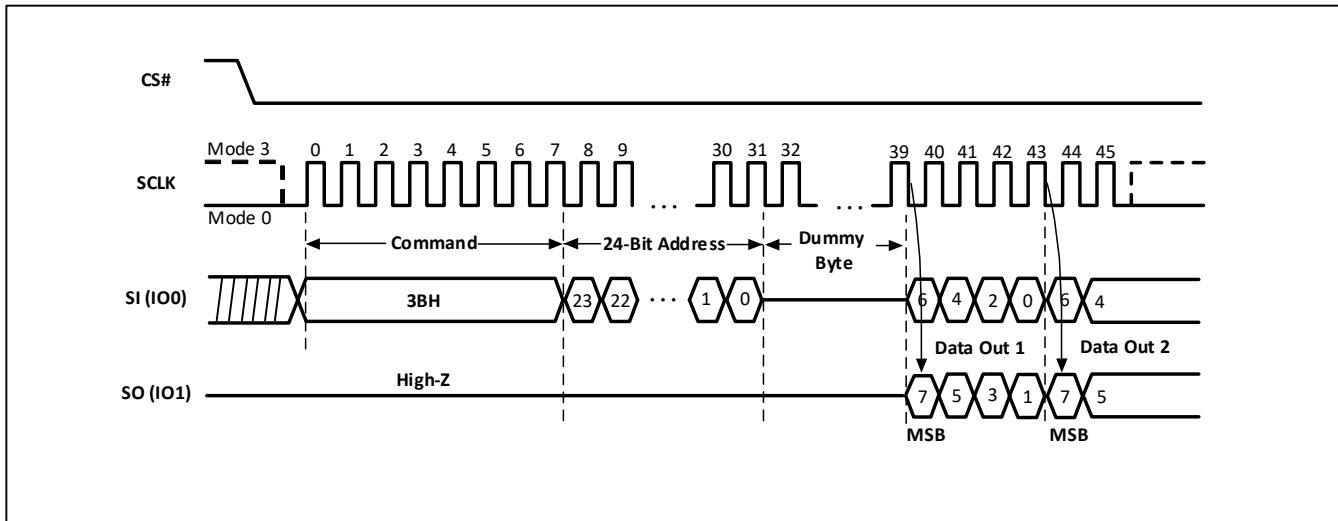 CS#
Mode 3
0 1 2 3 4 5 6 7 8 9 30 31 32 39 40 41 42 43 44 45
SCLK
... ...
Mode 0
Command 24-Bit Address Dummy
Byte
SI (IO0) 3BH 23 22 ... 1 0 6 4 2 0 6 4
Data Out 1 Data Out 2
High-Z
SO (IO1) 7 5 3 1 7 5
MSB MSB